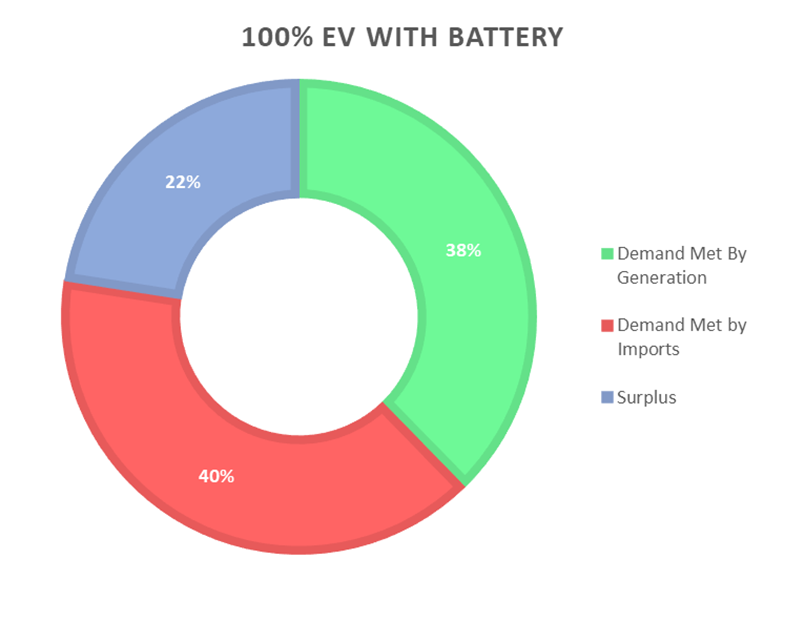 100% EV WITH BATTERY
22%
38%
40%
Demand Met By
Generation
Demand Met by
Imports
Surplus